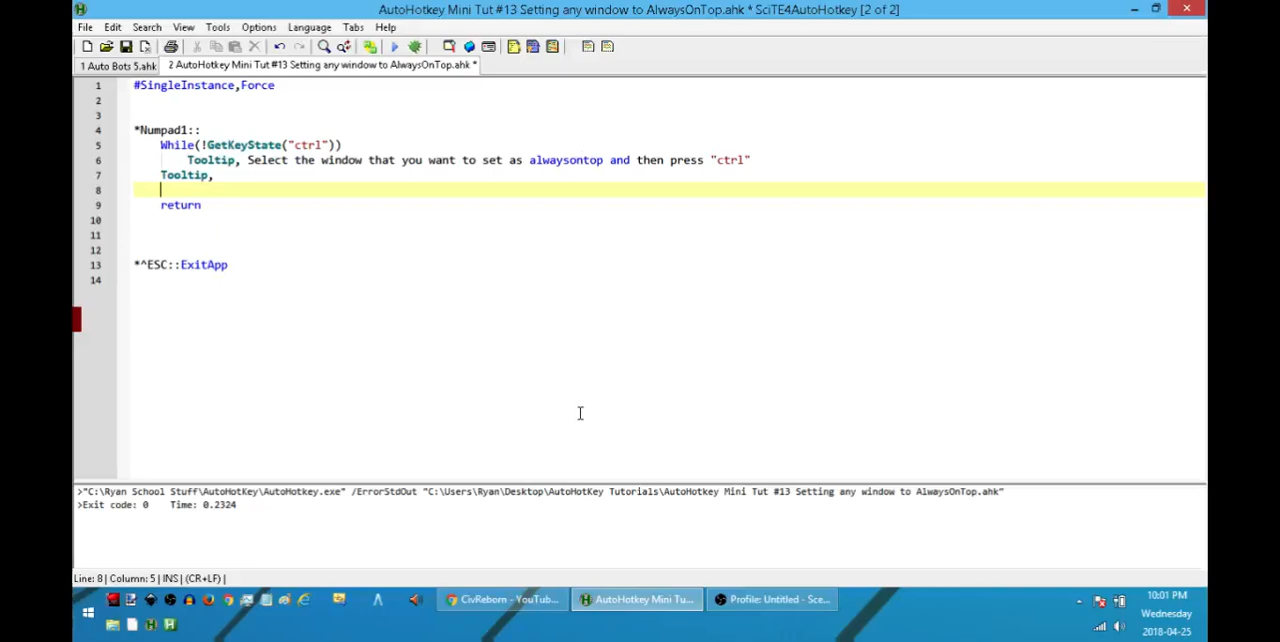 AutoHotkey Mini Tut #13 Setting any window to AlwaysOnTop.ahk * SciTE4AutoHotkey [2 of 2]
File Edit Search View Tools Options Language Tabs Help
1 Auto Bots 5.ahk 2 AutoHotkey Mini Tut #13 Setting any window to AlwaysOnTop.ahk *
1 #SingleInstance,Force
2
3
4 *Numpad1::
5 While(!GetKeyState("ctrl"))
6 Tooltip, Select the window that you want to set as alwaysontop and then press "ctrl"
7 Tooltip,
8
9 return
10
11
12
13 *^ESC::ExitApp
14
>"C:\Ryan School Stuff\AutoHotKey\AutoHotkey.exe" /ErrorStdOut "C:\Users\Ryan\Desktop\AutoHotKey Tutorials\AutoHotkey Mini Tut #13 Setting any window to AlwaysOnTop.ahk"
>Exit code: 0 Time: 0.2324
Line: 8 | Column: 5 | INS | (CR+LF) |
CivReborn - YouTub... AutoHotkey Mini Tu... Profile: Untitled - Sce...
10:01 PM
Wednesday
2018-04-25